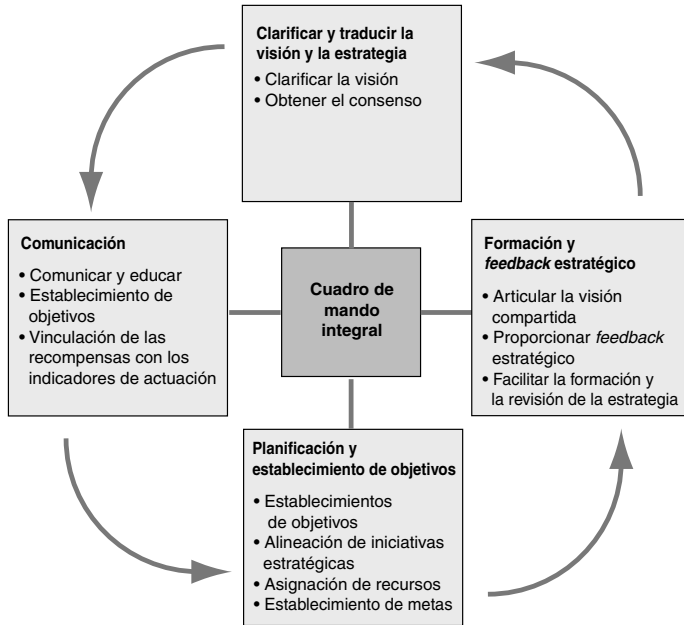 Clarificar y traducir la
visión y la estrategia
• Clarificar la visión
• Obtener el consenso
Comunicación
• Comunicar y educar
• Establecimiento de
objetivos
• Vinculación de las
recompensas con los
indicadores de actuación
Cuadro de
mando
integral
Formación y
feedback estratégico
• Articular la visión
compartida
• Proporcionar feedback
estratégico
• Facilitar la formación y
la revisión de la estrategia
Planificación y
establecimiento de objetivos
• Establecimientos
de objetivos
• Alineación de iniciativas
estratégicas
• Asignación de recursos
• Establecimiento de metas